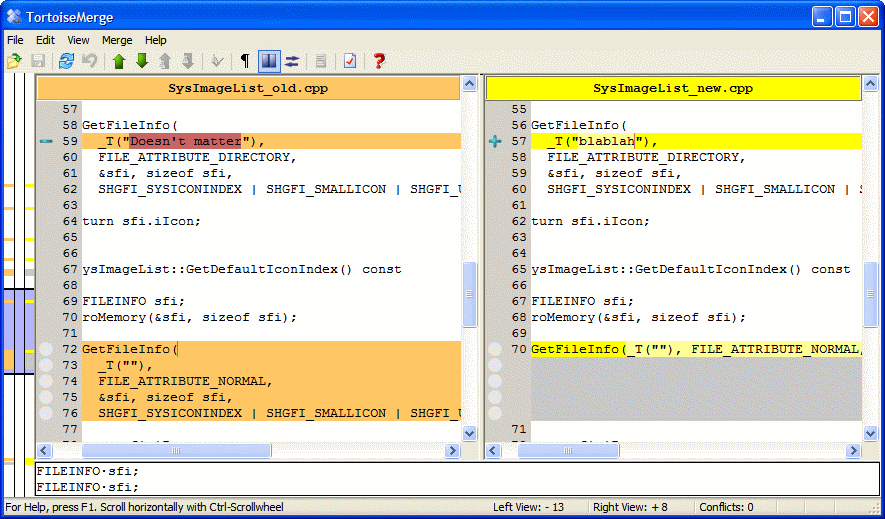 TortoiseMerge
File Edit View Merge Help
SysImageList_old.cpp
57
58 GetFileInfo(
59 _T("Doesn't matter"),
60 FILE_ATTRIBUTE_DIRECTORY,
61 &sfi, sizeof sfi,
62 SHGFI_SYSICONINDEX | SHGFI_SMALLICON | SHGFI_
63
64 turn sfi.iIcon;
65
66
67 ysImageList::GetDefaultIconIndex() const
68
69 FILEINFO sfi;
70 roMemory(&sfi, sizeof sfi);
71
72 GetFileInfo(
73 _T(""),
74 FILE_ATTRIBUTE_NORMAL,
75 &sfi, sizeof sfi,
76 SHGFI_SYSICONINDEX | SHGFI_SMALLICON | SHGFI_
77
SysImageList_new.cpp
55
56 GetFileInfo(
57 _T("blablah"),
58 FILE_ATTRIBUTE_DIRECTORY,
59 &sfi, sizeof sfi,
60 SHGFI_SYSICONINDEX | SHGFI_SMALLICON |
61
62 turn sfi.iIcon;
63
64
65 ysImageList::GetDefaultIconIndex() const
66
67 FILEINFO sfi;
68 roMemory(&sfi, sizeof sfi);
69
70 GetFileInfo(_T(""), FILE_ATTRIBUTE_NORMAL,
71
FILEINFO·sfi;
FILEINFO·sfi;
For Help, press F1. Scroll horizontally with Ctrl-Scrollwheel Left View: - 13 Right View: + 8 Conflicts: 0